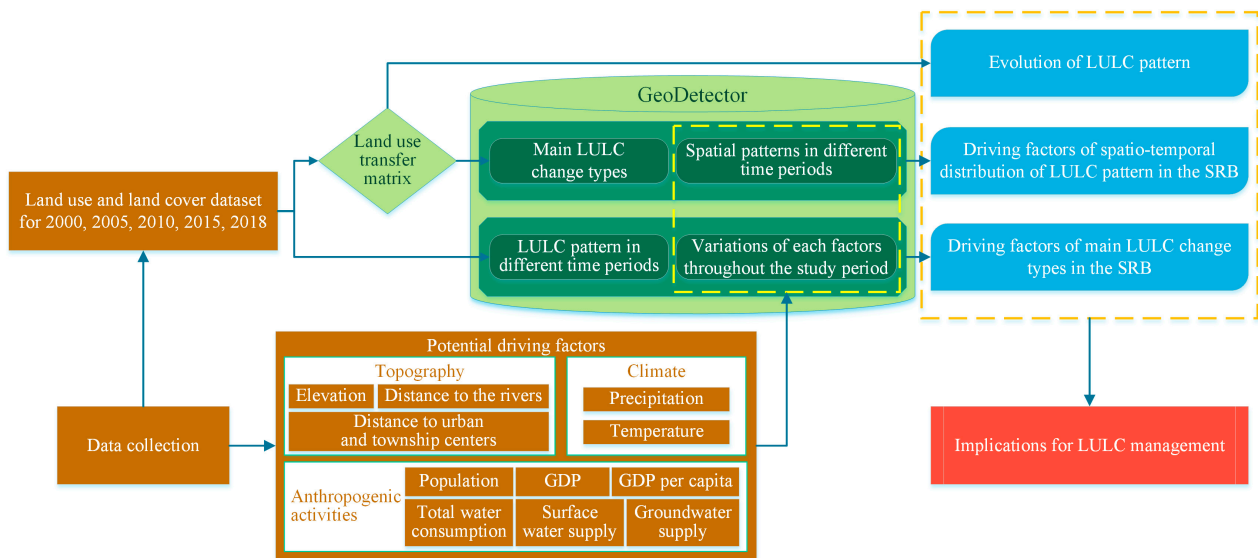 Evolution of LULC pattern
GeoDetector
Land use
transfer
matrix
Main LULC
change types
Spatial patterns in different
time periods
Driving factors of spatio-temporal
distribution of LULC pattern in the SRB
Land use and land cover dataset
for 2000, 2005, 2010, 2015, 2018
LULC pattern in
different time periods
Variations of each factors
throughout the study period
Driving factors of main LULC change
types in the SRB
Potential driving factors
Topography
Elevation
Distance to the rivers
Distance to urban
and township centers
Climate
Precipitation
Temperature
Data collection
Implications for LULC management
Anthropogenic
activities
Population
GDP
GDP per capita
Total water
consumption
Surface
water supply
Groundwater
supply